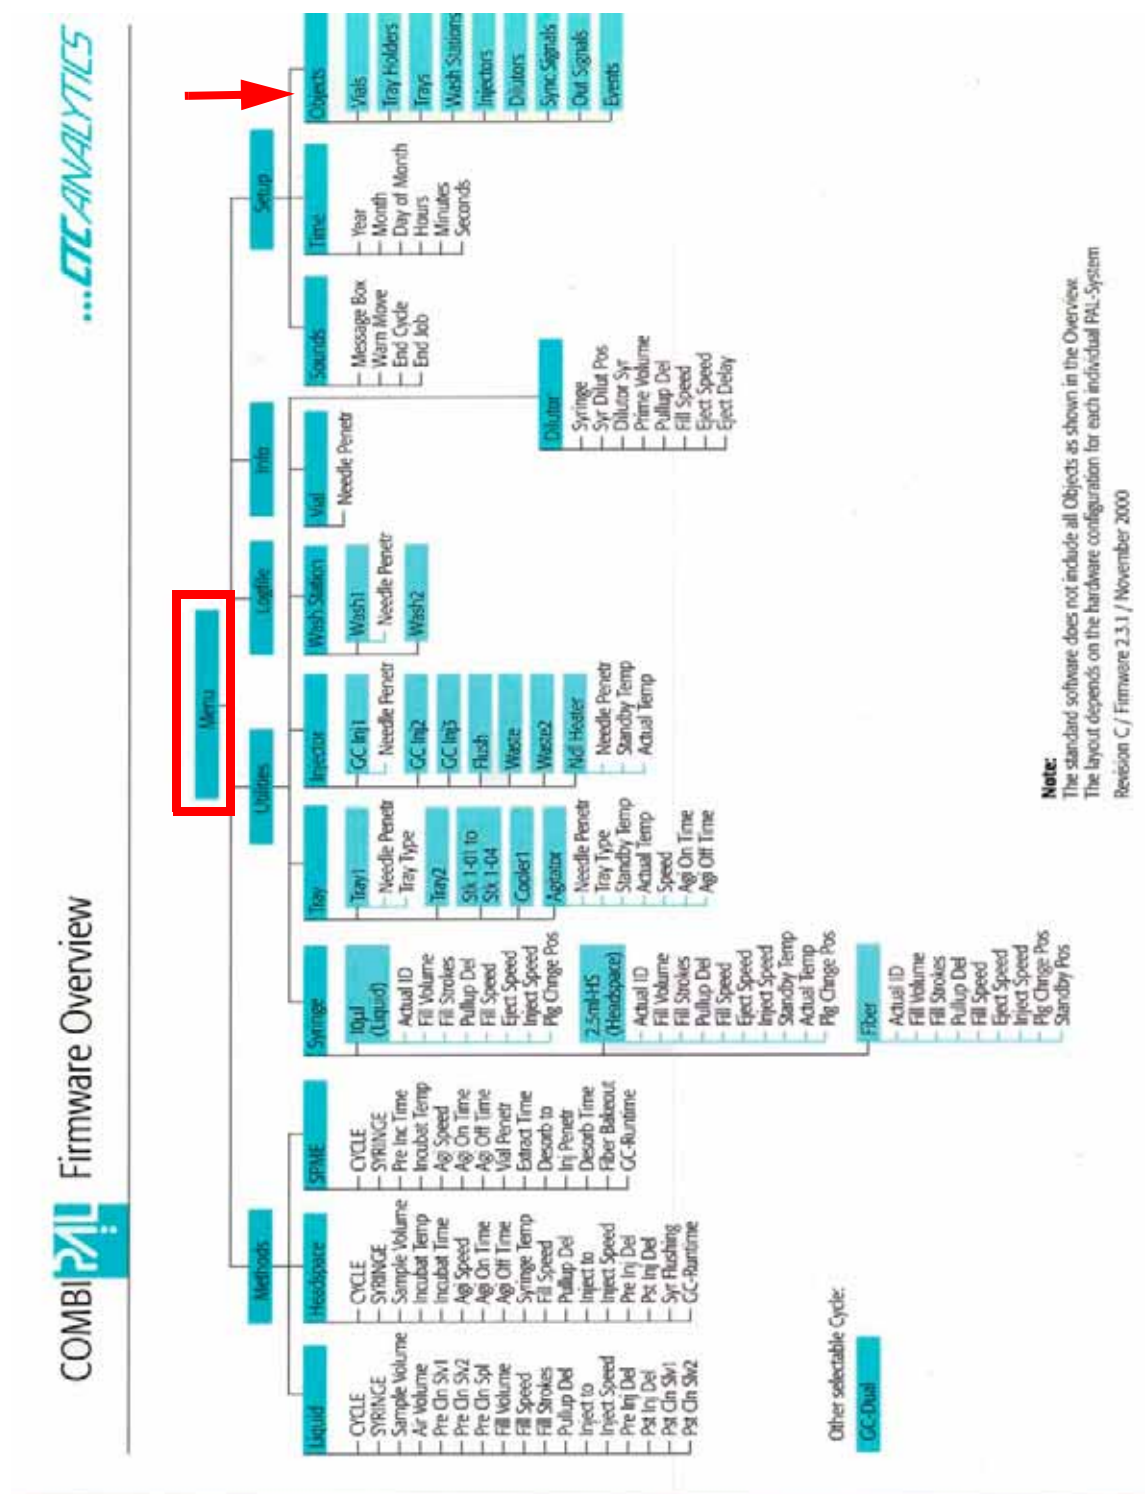 COMBI PAL Firmware Overview
...CTC ANALYTICS
Menu
Methods
Utilities
Logfile
Info
Setup
Liquid
CYCLE
SYRINGE
Sample Volume
Air Volume
Pre Cln Slv1
Pre Cln Slv2
Pre Cln Spl
Fill Volume
Fill Speed
Fill Strokes
Pullup Del
Inject to
Inject Speed
Pre Inj Del
Pst Inj Del
Pst Cln Slv1
Pst Cln Slv2
Headspace
CYCLE
SYRINGE
Sample Volume
Incubat Temp
Incubat Time
Agi Speed
Agi On Time
Agi Off Time
Syringe Temp
Fill Speed
Pullup Del
Inject to
Inject Speed
Pre Inj Del
Pst Inj Del
Syr Flushing
GC-Runtime
SPME
CYCLE
SYRINGE
Pre Inc Time
Incubat Temp
Agi Speed
Agi On Time
Agi Off Time
Vial Penetr
Extract Time
Desorb to
Inj Penetr
Desorb Time
Fiber Bakeout
GC-Runtime
Syringe
10µl
(Liquid)
Actual ID
Fill Volume
Fill Strokes
Pullup Del
Fill Speed
Eject Speed
Inject Speed
Plg Chnge Pos
2.5ml-HS
(Headspace)
Actual ID
Fill Volume
Fill Strokes
Pullup Del
Fill Speed
Eject Speed
Inject Speed
Standby Temp
Actual Temp
Plg Chnge Pos
Fiber
Actual ID
Fill Volume
Fill Strokes
Pullup Del
Fill Speed
Eject Speed
Inject Speed
Plg Chnge Pos
Standby Pos
Tray
Tray1
Needle Penetr
Tray Type
Tray2
Stk 1-01 to
Stk 1-04
Cooler1
Agitator
Needle Penetr
Tray Type
Standby Temp
Actual Temp
Speed
Agi On Time
Agi Off Time
Injector
GC Inj1
Needle Penetr
GC Inj2
GC Inj3
Flush
Waste
Waste2
Ndl Heater
Needle Penetr
Standby Temp
Actual Temp
Wash Station
Wash1
Needle Penetr
Wash2
Vial
Needle Penetr
Dilutor
Syringe
Syr Dilut Pos
Dilutor Syr
Prime Volume
Pullup Del
Fill Speed
Eject Speed
Eject Delay
Sounds
Message Box
Warn Move
End Cycle
End Job
Time
Year
Month
Day of Month
Hours
Minutes
Seconds
Objects
Vials
Tray Holders
Trays
Wash Stations
Injectors
Dilutors
Sync Signals
Out Signals
Events
Other selectable Cycle:
GC-Dual
Note:
The standard software does not include all Objects as shown in the Overview.
The layout depends on the hardware configuration for each individual PAL-System
Revision C / Firmware 2.3.1 / November 2000